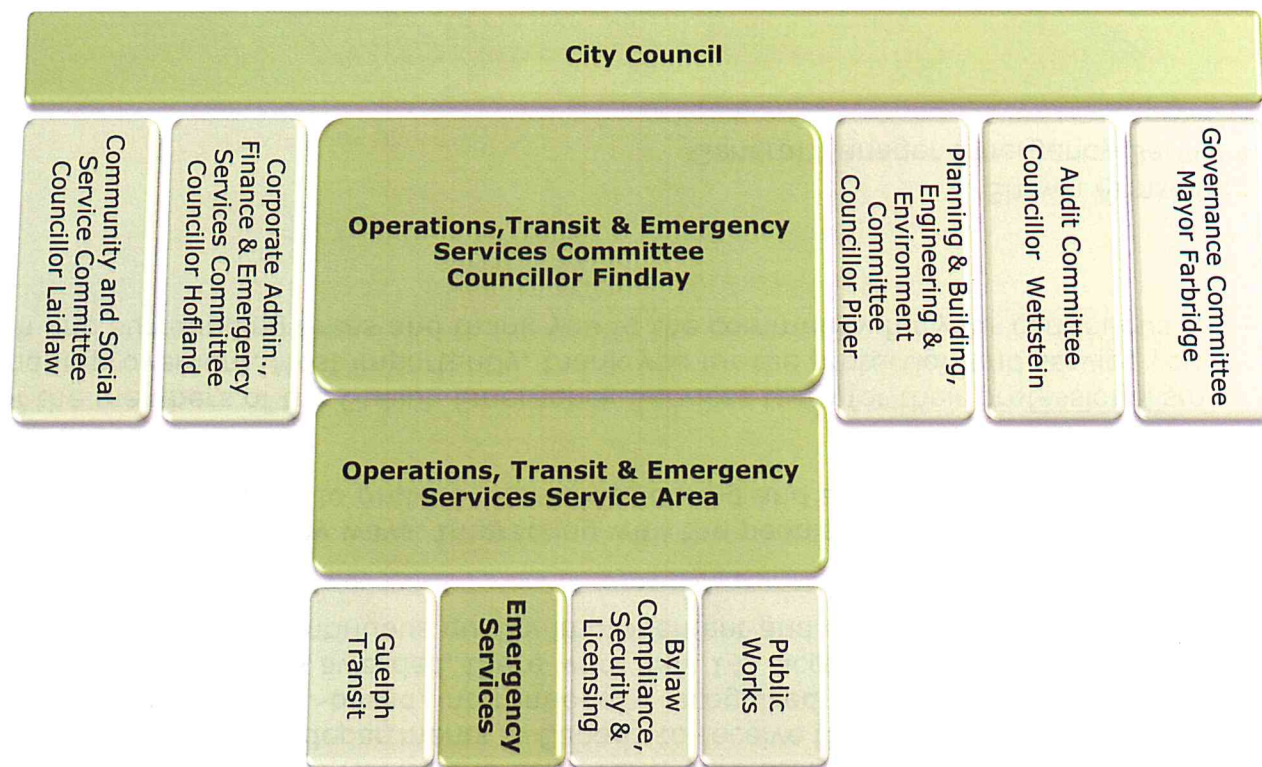 City Council
Community and Social
Service Committee
Councillor Laidlaw
Corporate Admin.,
Finance & Emergency
Services Committee
Councillor Hofland
Operations,Transit & Emergency
Services Committee
Councillor Findlay
Planning & Building,
Engineering &
Environment
Committee
Councillor Piper
Audit Committee
Councillor Wettstein
Governance Committee
Mayor Farbridge
Operations, Transit & Emergency
Services Service Area
Guelph
Transit
Emergency
Services
Bylaw
Compliance,
Security &
Licensing
Public
Works